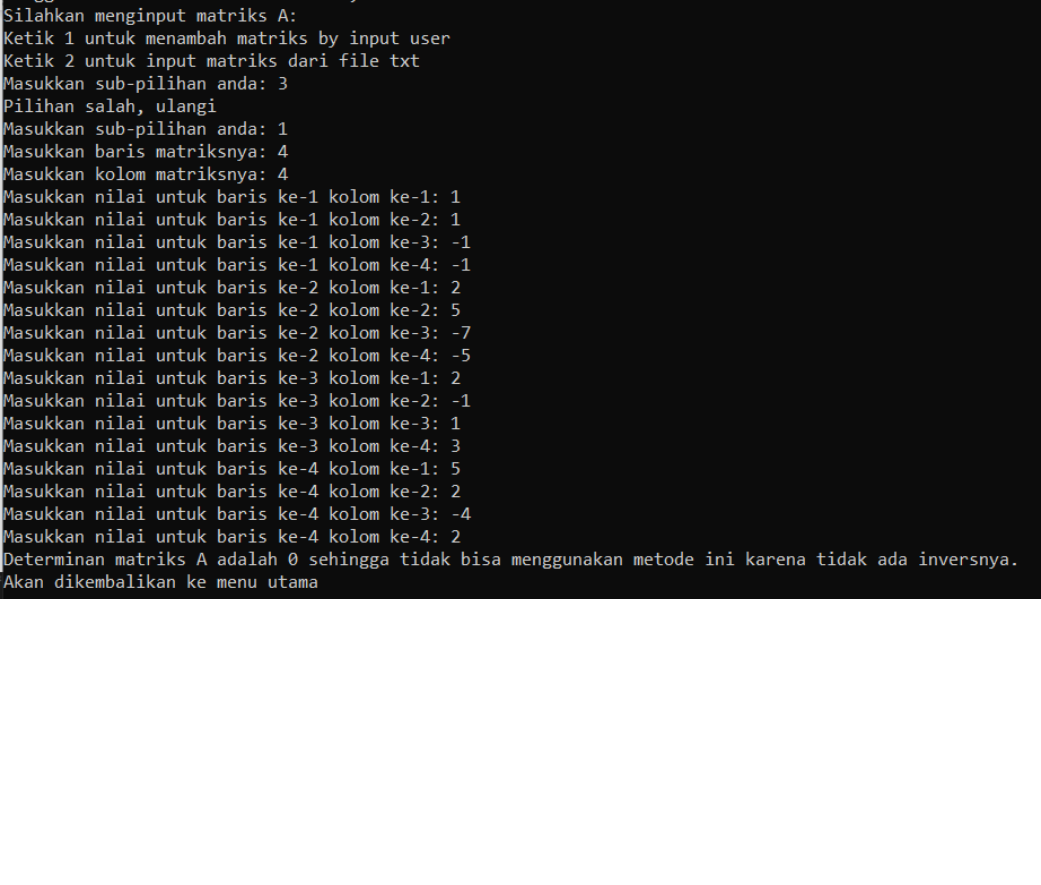 Silahkan menginput matriks A:
Ketik 1 untuk menambah matriks by input user
Ketik 2 untuk input matriks dari file txt
Masukkan sub-pilihan anda: 3
Pilihan salah, ulangi
Masukkan sub-pilihan anda: 1
Masukkan baris matriksnya: 4
Masukkan kolom matriksnya: 4
Masukkan nilai untuk baris ke-1 kolom ke-1: 1
Masukkan nilai untuk baris ke-1 kolom ke-2: 1
Masukkan nilai untuk baris ke-1 kolom ke-3: -1
Masukkan nilai untuk baris ke-1 kolom ke-4: -1
Masukkan nilai untuk baris ke-2 kolom ke-1: 2
Masukkan nilai untuk baris ke-2 kolom ke-2: 5
Masukkan nilai untuk baris ke-2 kolom ke-3: -7
Masukkan nilai untuk baris ke-2 kolom ke-4: -5
Masukkan nilai untuk baris ke-3 kolom ke-1: 2
Masukkan nilai untuk baris ke-3 kolom ke-2: -1
Masukkan nilai untuk baris ke-3 kolom ke-3: 1
Masukkan nilai untuk baris ke-3 kolom ke-4: 3
Masukkan nilai untuk baris ke-4 kolom ke-1: 5
Masukkan nilai untuk baris ke-4 kolom ke-2: 2
Masukkan nilai untuk baris ke-4 kolom ke-3: -4
Masukkan nilai untuk baris ke-4 kolom ke-4: 2
Determinan matriks A adalah 0 sehingga tidak bisa menggunakan metode ini karena tidak ada inversnya.
Akan dikembalikan ke menu utama